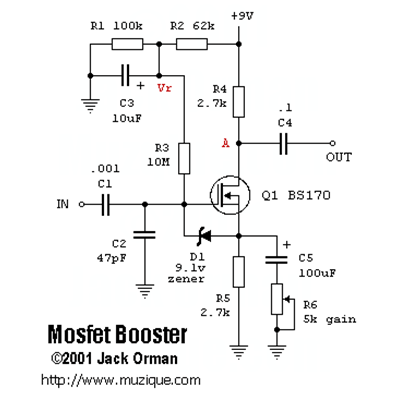 +9V
R1 100k
R2 62k
C3
10uF
+
Vr
R4
2.7k
.1
C4
A
OUT
R3
10M
.001
C1
IN
Q1 BS170
C2
47pF
D1
9.1v
zener
+
C5
100uF
R5
2.7k
R6
5k gain
Mosfet Booster
©2001 Jack Orman
http://www.muzique.com